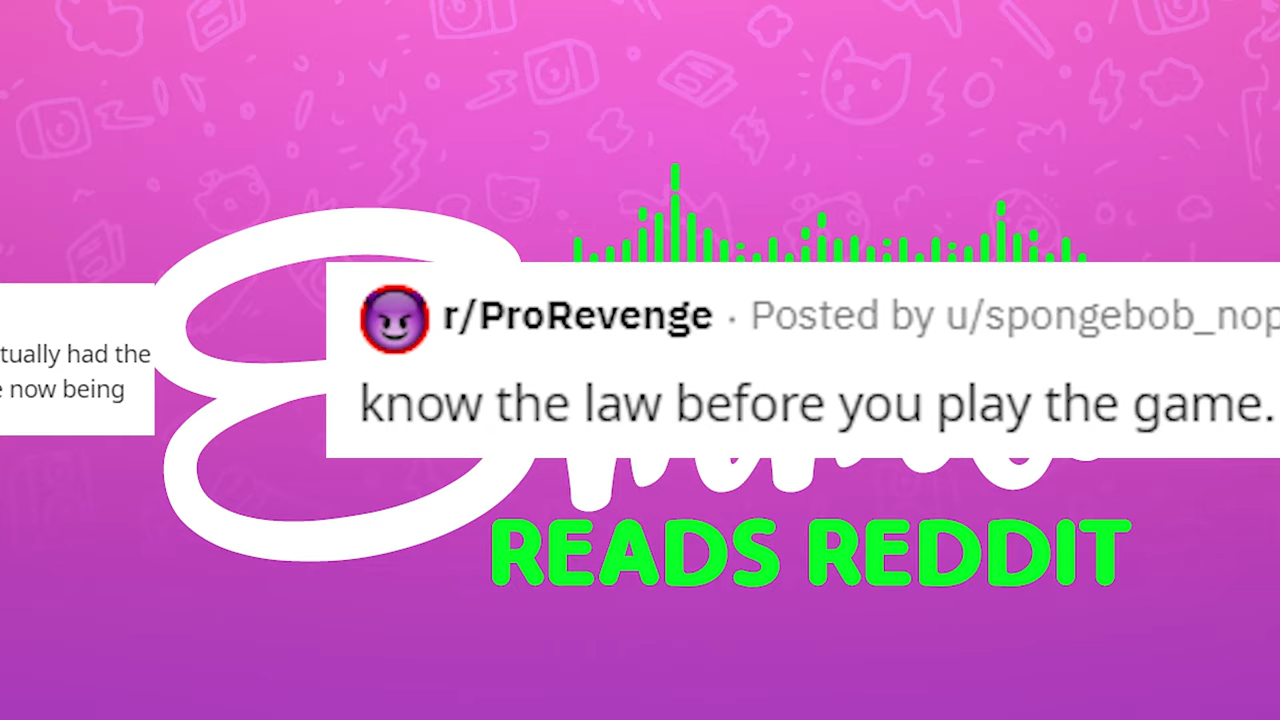 r/ProRevenge · Posted by u/spongebob_nop
know the law before you play the game.
tually had the
now being
READS REDDIT